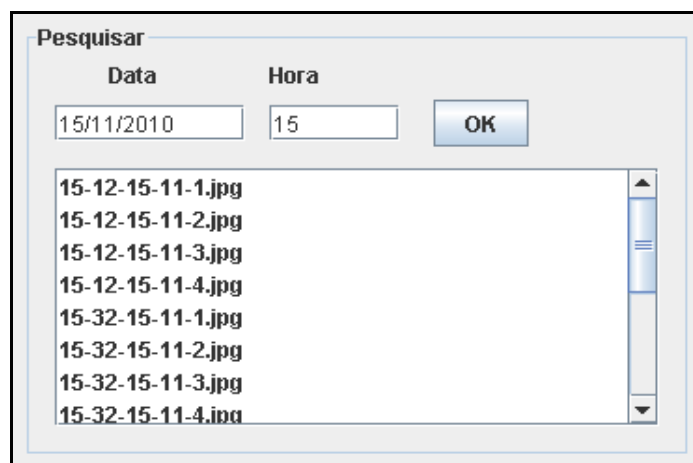 Pesquisar
Data Hora
15/11/2010 15 OK
15-12-15-11-1.jpg
15-12-15-11-2.jpg
15-12-15-11-3.jpg
15-12-15-11-4.jpg
15-32-15-11-1.jpg
15-32-15-11-2.jpg
15-32-15-11-3.jpg
15-32-15-11-4.jpg